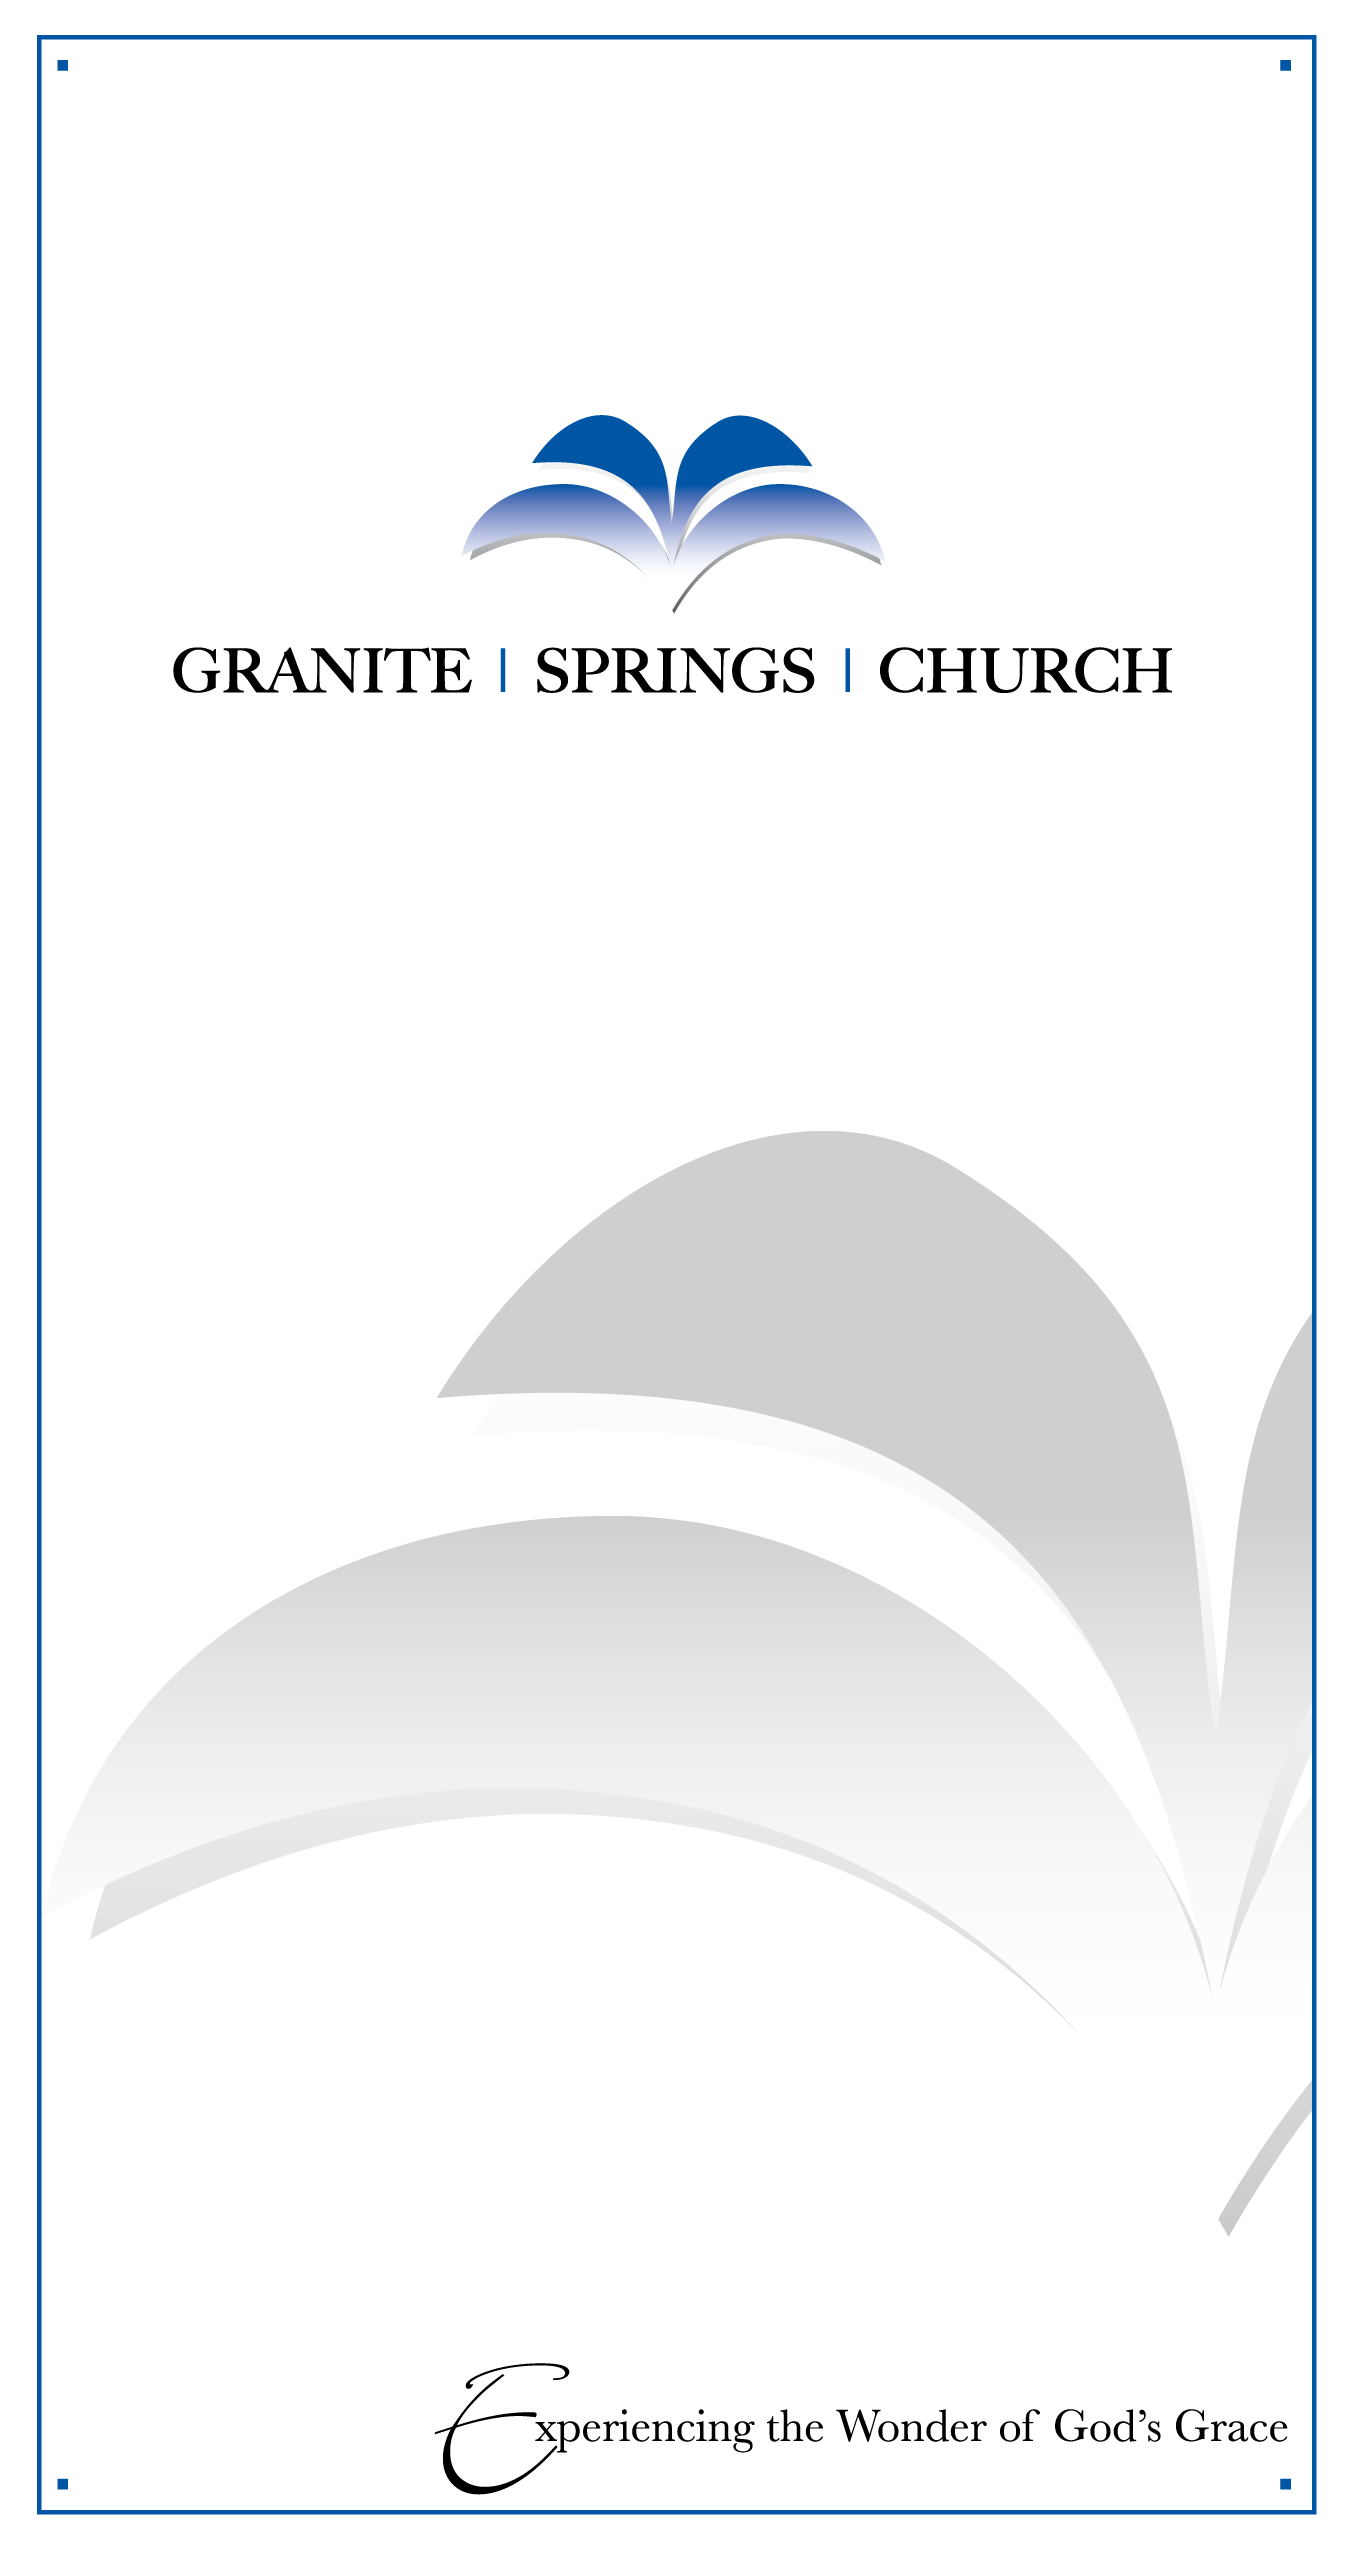 GRANITE | SPRINGS | CHURCH
Experiencing the Wonder of God’s Grace